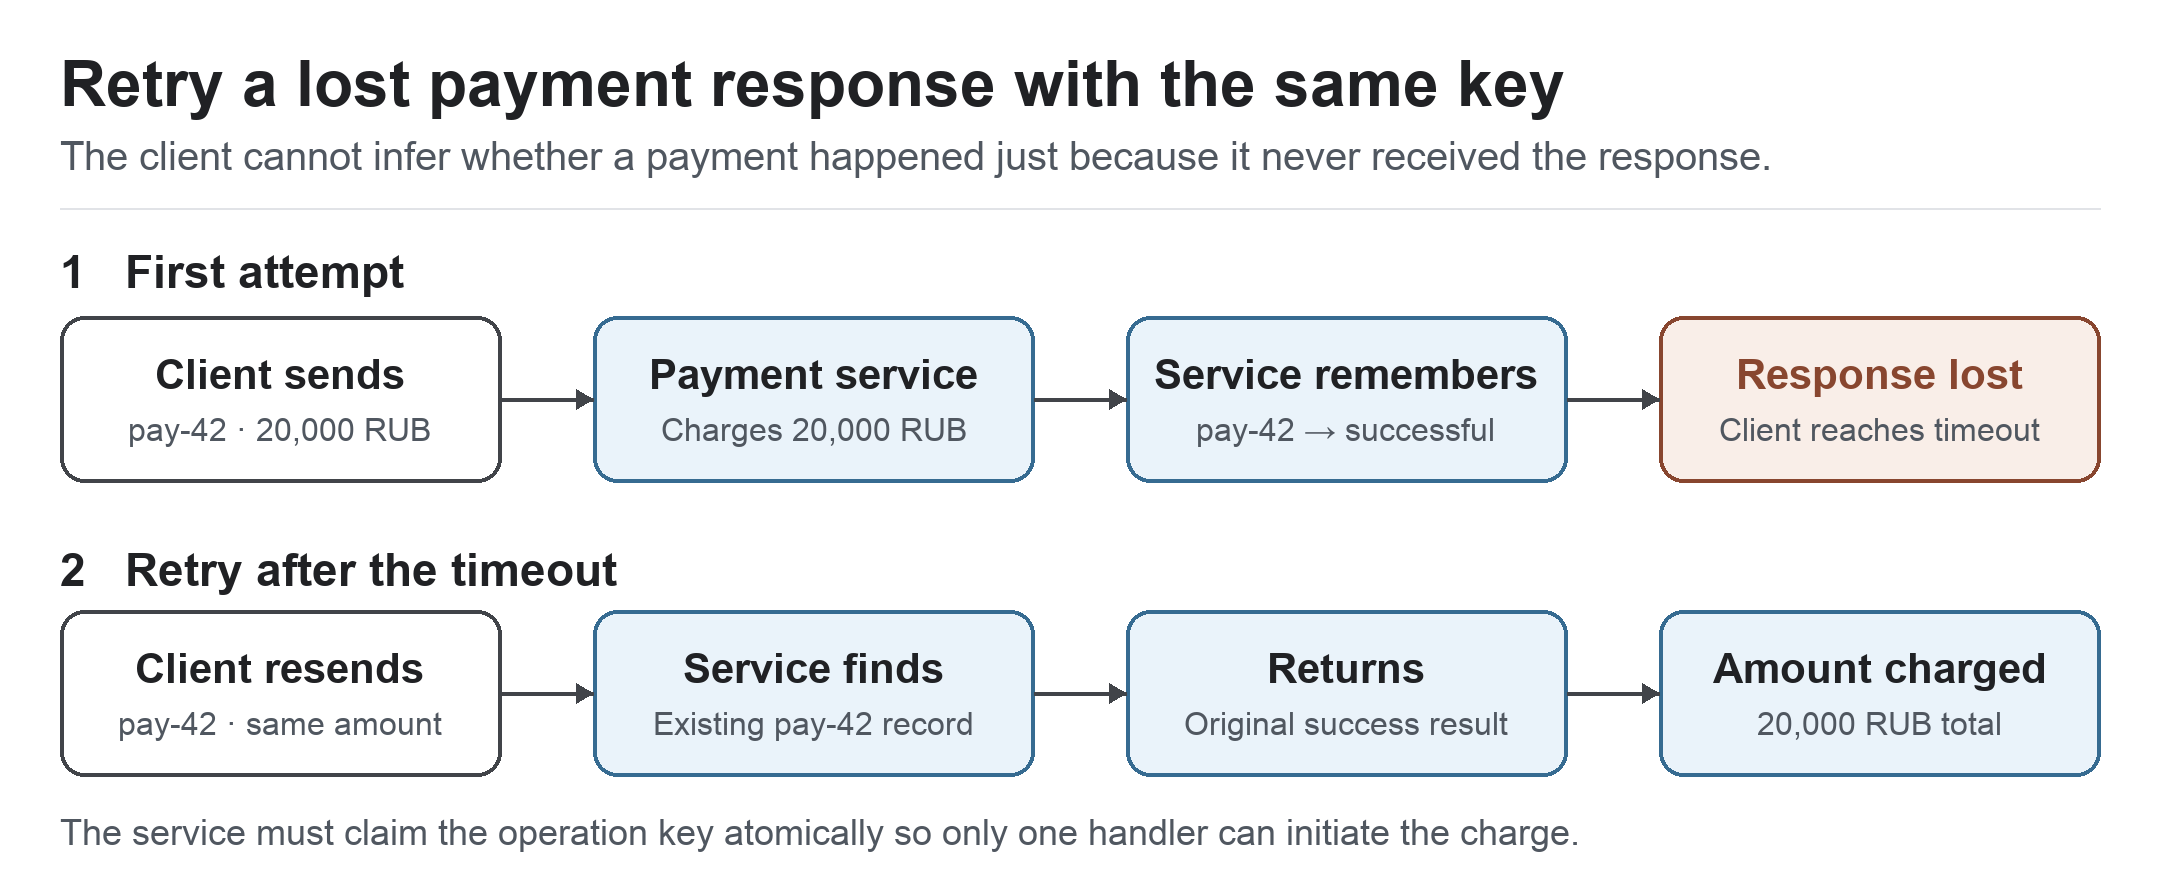 Retry a lost payment response with the same key
The client cannot infer whether a payment happened just because it never received the response.
1 First attempt
Client sends
pay-42 · 20,000 RUB
Payment service
Charges 20,000 RUB
Service remembers
pay-42 → successful
Response lost
Client reaches timeout
2 Retry after the timeout
Client resends
pay-42 · same amount
Service finds
Existing pay-42 record
Returns
Original success result
Amount charged
20,000 RUB total
The service must claim the operation key atomically so only one handler can initiate the charge.